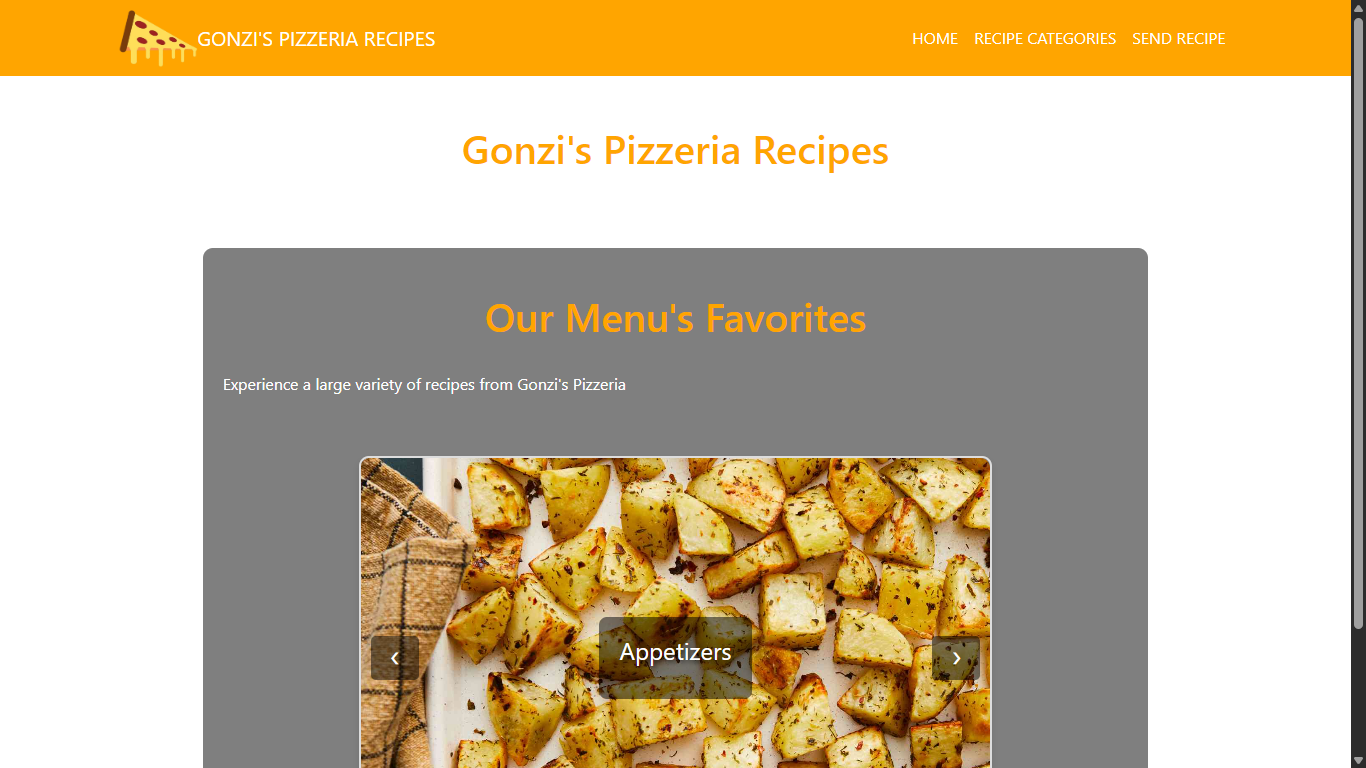 GONZI'S PIZZERIA RECIPES
HOME RECIPE CATEGORIES SEND RECIPE
Gonzi's Pizzeria Recipes
Our Menu's Favorites
Experience a large variety of recipes from Gonzi's Pizzeria
‹ Appetizers ›